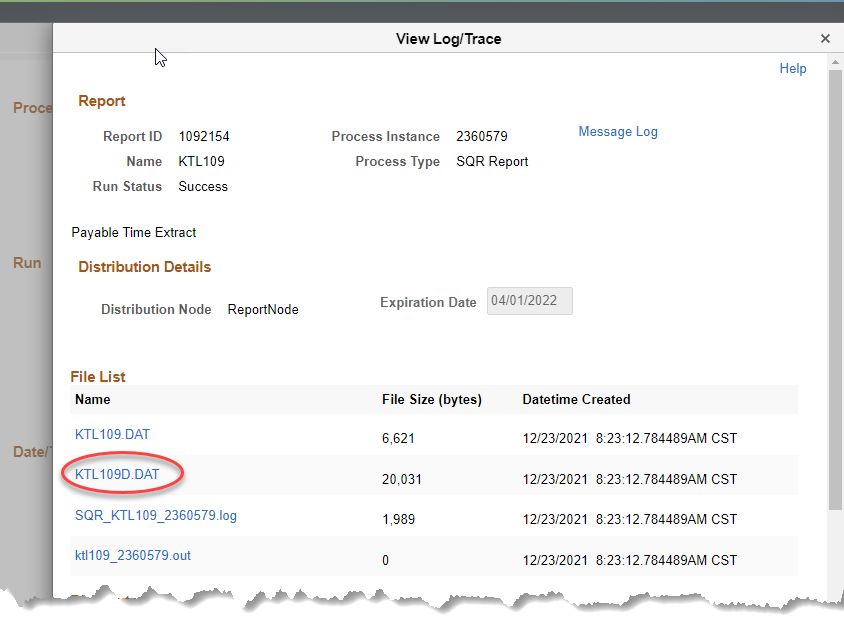 View Log/Trace
Help
Proce
Report
Report ID 1092154 Process Instance 2360579 Message Log
Name KTL109 Process Type SQR Report
Run Status Success
Payable Time Extract
Run
Distribution Details
Distribution Node ReportNode Expiration Date 04/01/2022
File List
Name File Size (bytes) Datetime Created
KTL109.DAT 6,621 12/23/2021 8:23:12.784489AM CST
Date/
KTL109D.DAT 20,031 12/23/2021 8:23:12.784489AM CST
SQR_KTL109_2360579.log 1,989 12/23/2021 8:23:12.784489AM CST
ktl109_2360579.out 0 12/23/2021 8:23:12.784489AM CST